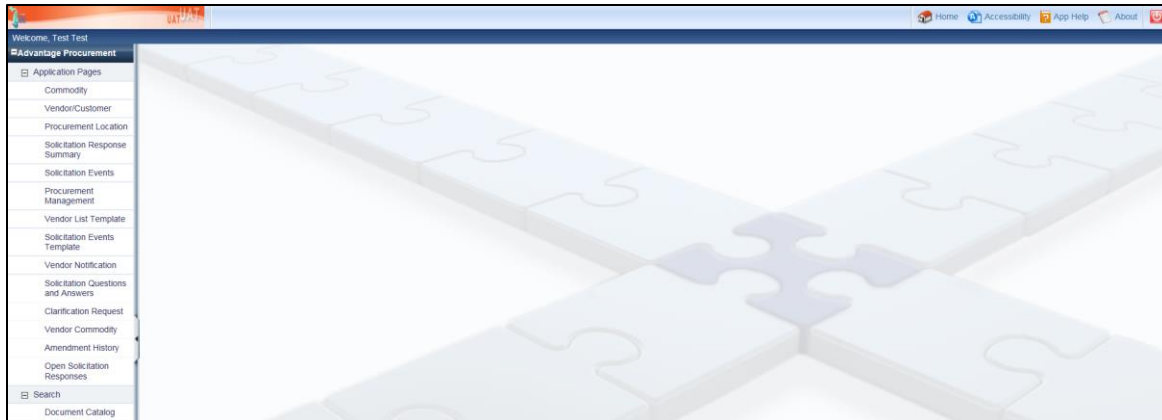 UAT UAT
Home Accessibility App Help About
Welcome, Test Test
Advantage Procurement
Application Pages
Commodity
Vendor/Customer
Procurement Location
Solicitation Response
Summary
Solicitation Events
Procurement
Management
Vendor List Template
Solicitation Events
Template
Vendor Notification
Solicitation Questions
and Answers
Clarification Request
Vendor Commodity
Amendment History
Open Solicitation
Responses
Search
Document Catalog